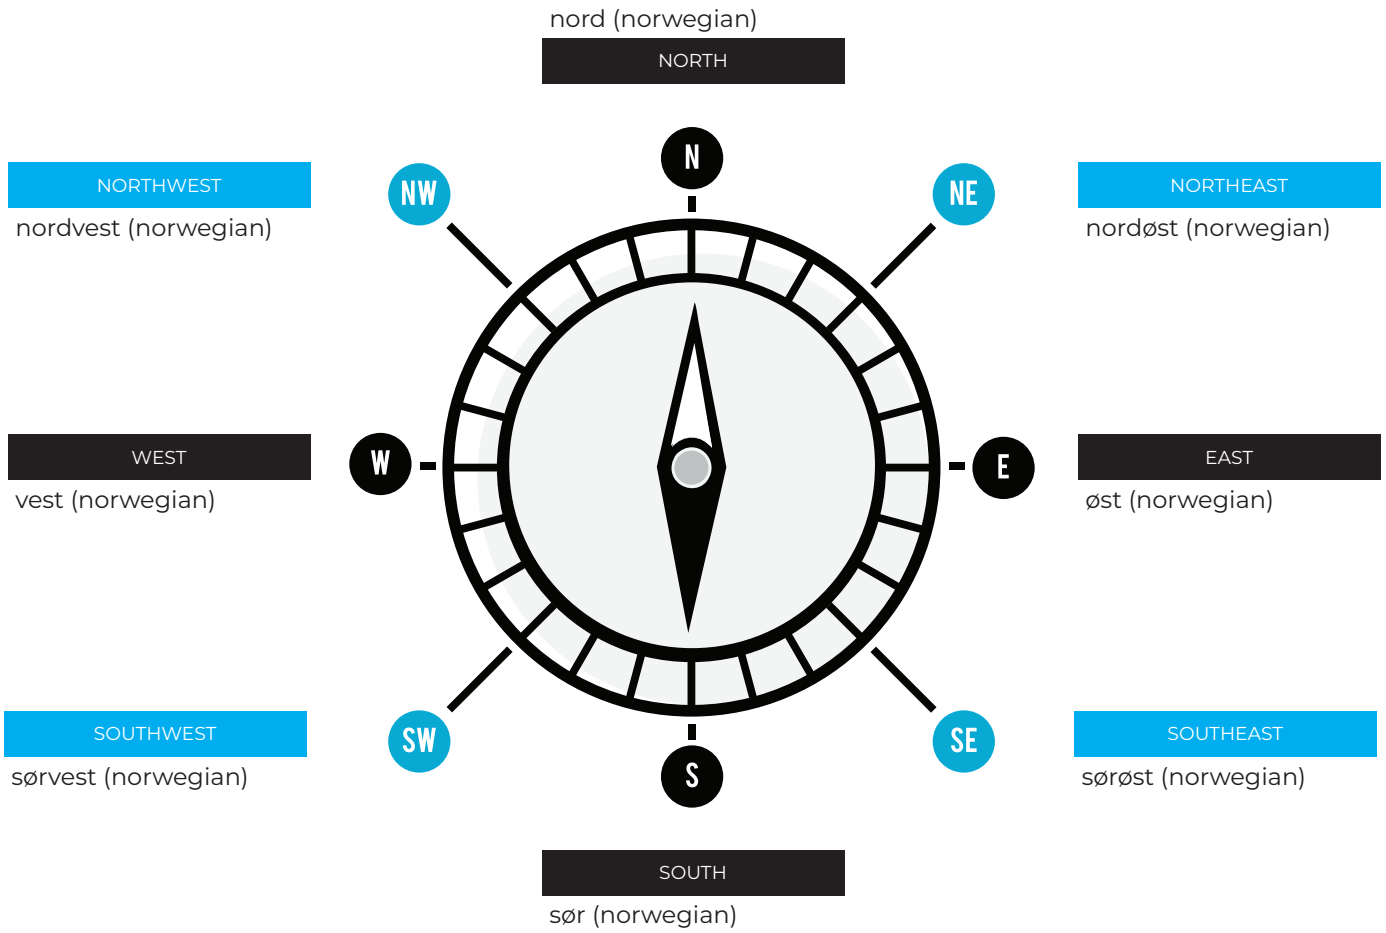 nord (norwegian)
NORTH
N
NORTHWEST
nordvest (norwegian)
NW
NE
NORTHEAST
nordøst (norwegian)
WEST
vest (norwegian)
W
E
EAST
øst (norwegian)
SOUTHWEST
sørvest (norwegian)
SW
SE
SOUTHEAST
sørøst (norwegian)
S
SOUTH
sør (norwegian)